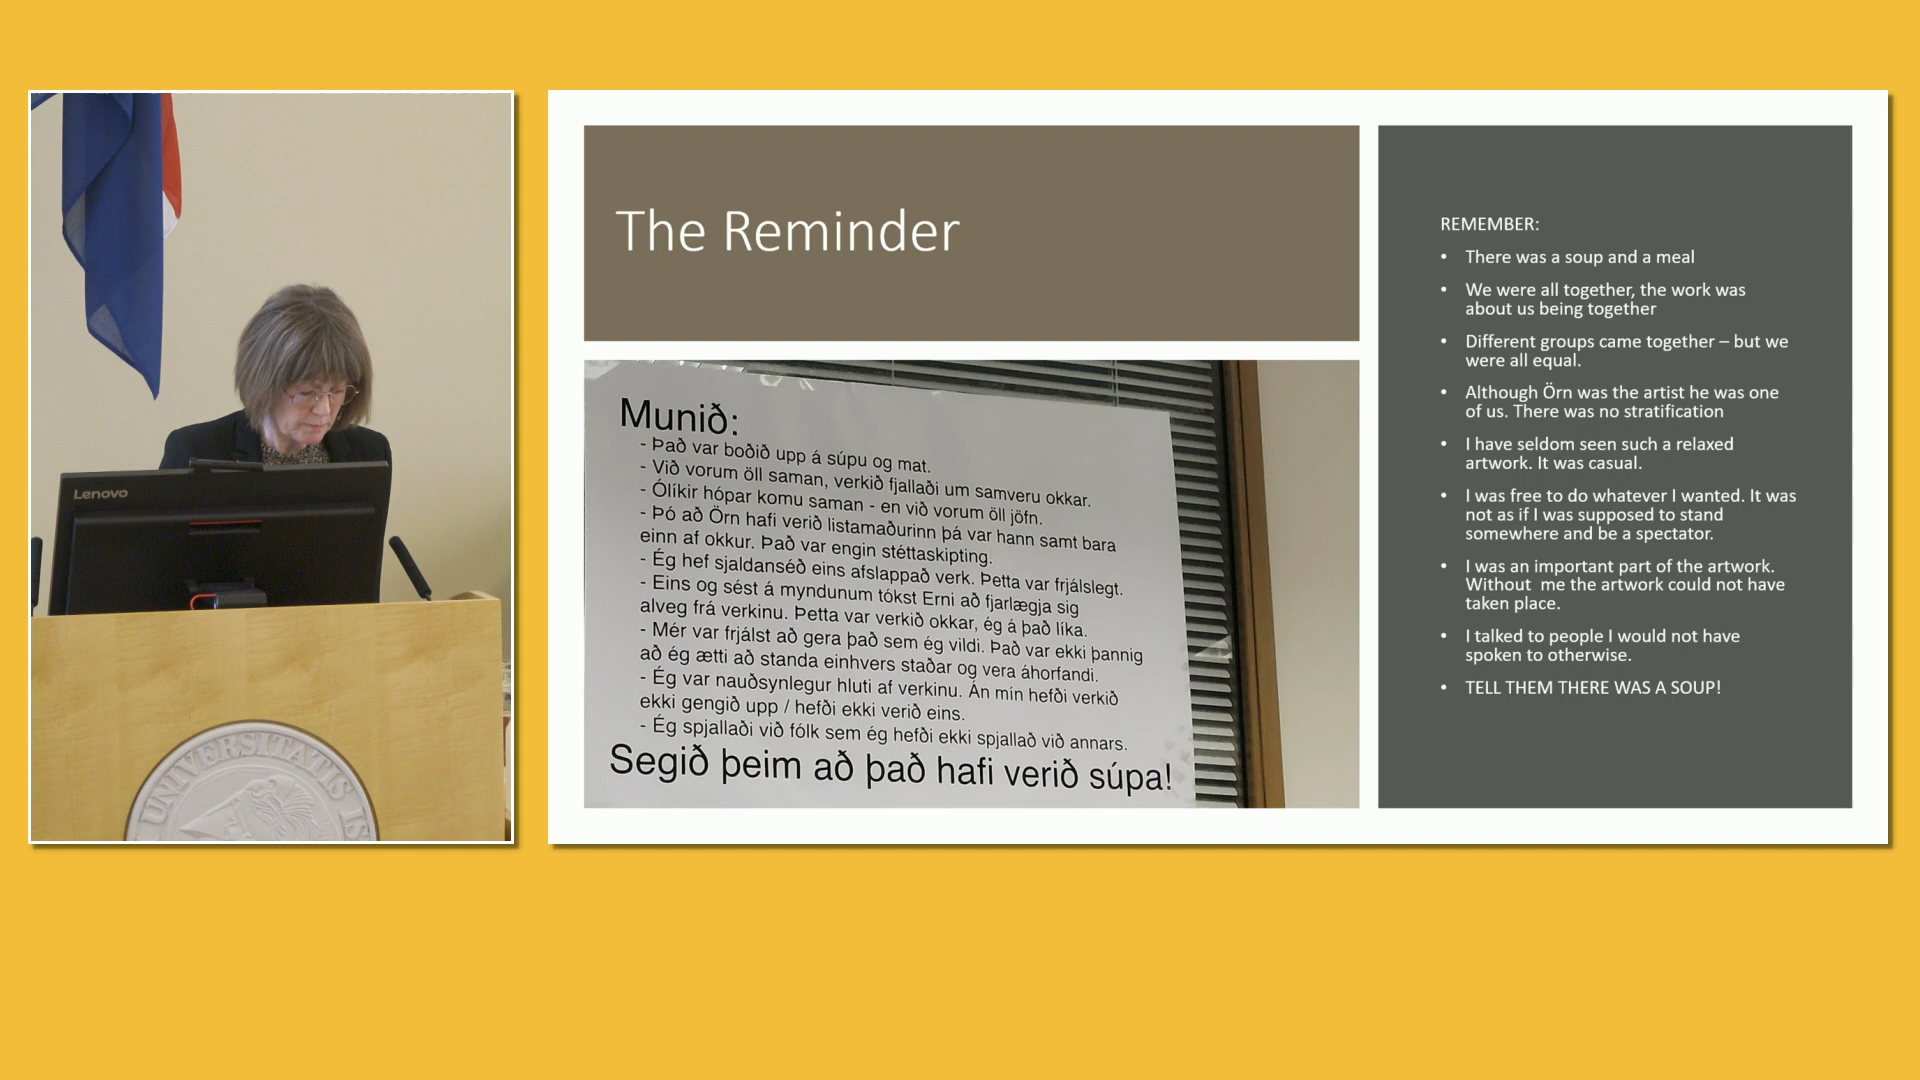 Lenovo
UNIVERSITATIS IS
The Reminder
Munið:
- Það var boðið upp á súpu og mat.
- Við vorum öll saman, verkið fjallaði um samveru okkar.
- Ólíkir hópar komu saman - en við vorum öll jöfn.
- Þó að Örn hafi verið listamaðurinn þá var hann samt bara
einn af okkur. Það var engin stéttaskipting.
- Ég hef sjaldanséð eins afslappað verk. Þetta var frjálslegt.
- Eins og sést á myndunum tókst Erni að fjarlægja sig
alveg frá verkinu. Þetta var verkið okkar, ég á það líka.
- Mér var frjálst að gera það sem ég vildi. Það var ekki þannig
að ég ætti að standa einhvers staðar og vera áhorfandi.
- Ég var nauðsynlegur hluti af verkinu. Án mín hefði verkið
ekki gengið upp / hefði ekki verið eins.
- Ég spjallaði við fólk sem ég hefði ekki spjallað við annars.
Segið þeim að það hafi verið súpa!
REMEMBER:
• There was a soup and a meal
• We were all together, the work was
about us being together
• Different groups came together – but we
were all equal.
• Although Örn was the artist he was one
of us. There was no stratification
• I have seldom seen such a relaxed
artwork. It was casual.
• I was free to do whatever I wanted. It was
not as if I was supposed to stand
somewhere and be a spectator.
• I was an important part of the artwork.
Without me the artwork could not have
taken place.
• I talked to people I would not have
spoken to otherwise.
• TELL THEM THERE WAS A SOUP!